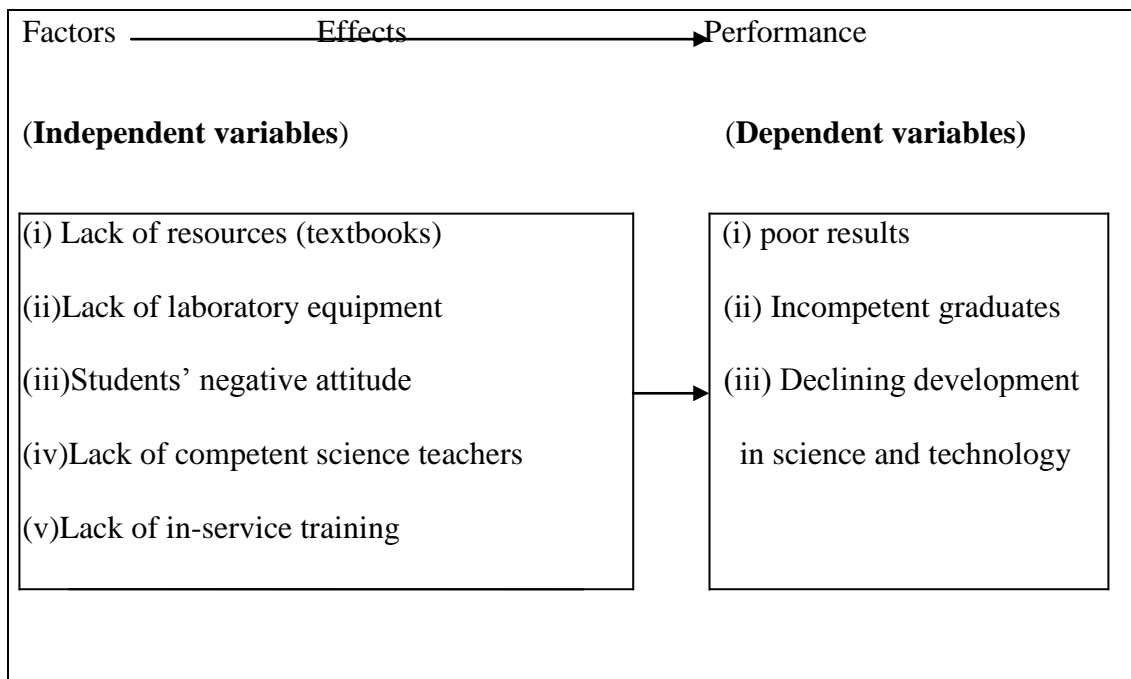 Factors Effects Performance
(Independent variables) (Dependent variables)
(i) Lack of resources (textbooks)
(ii)Lack of laboratory equipment
(iii)Students’ negative attitude
(iv)Lack of competent science teachers
(v)Lack of in-service training
(i) poor results
(ii) Incompetent graduates
(iii) Declining development
in science and technology